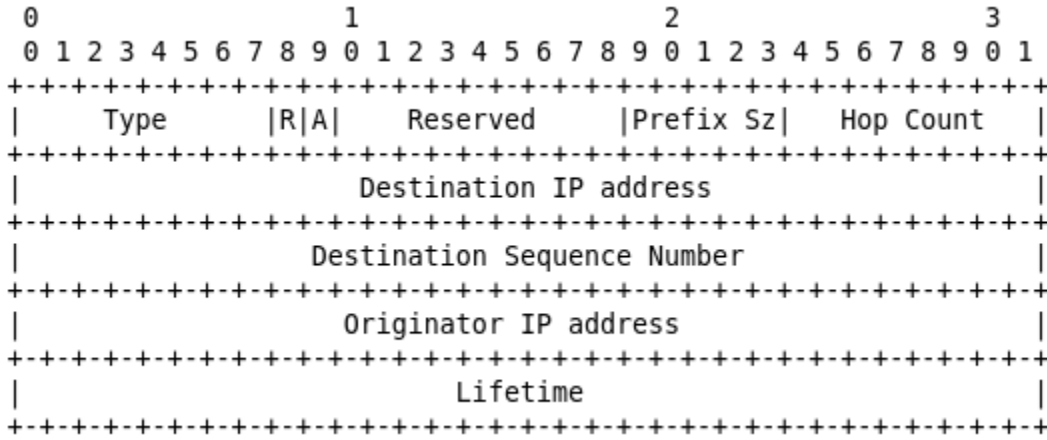 0                   1                   2                   3
 0 1 2 3 4 5 6 7 8 9 0 1 2 3 4 5 6 7 8 9 0 1 2 3 4 5 6 7 8 9 0 1
+-+-+-+-+-+-+-+-+-+-+-+-+-+-+-+-+-+-+-+-+-+-+-+-+-+-+-+-+-+-+-+-+
|     Type      |R|A|    Reserved     |Prefix Sz|   Hop Count   |
+-+-+-+-+-+-+-+-+-+-+-+-+-+-+-+-+-+-+-+-+-+-+-+-+-+-+-+-+-+-+-+-+
|                     Destination IP address                    |
+-+-+-+-+-+-+-+-+-+-+-+-+-+-+-+-+-+-+-+-+-+-+-+-+-+-+-+-+-+-+-+-+
|                  Destination Sequence Number                  |
+-+-+-+-+-+-+-+-+-+-+-+-+-+-+-+-+-+-+-+-+-+-+-+-+-+-+-+-+-+-+-+-+
|                    Originator IP address                      |
+-+-+-+-+-+-+-+-+-+-+-+-+-+-+-+-+-+-+-+-+-+-+-+-+-+-+-+-+-+-+-+-+
|                           Lifetime                            |
+-+-+-+-+-+-+-+-+-+-+-+-+-+-+-+-+-+-+-+-+-+-+-+-+-+-+-+-+-+-+-+-+